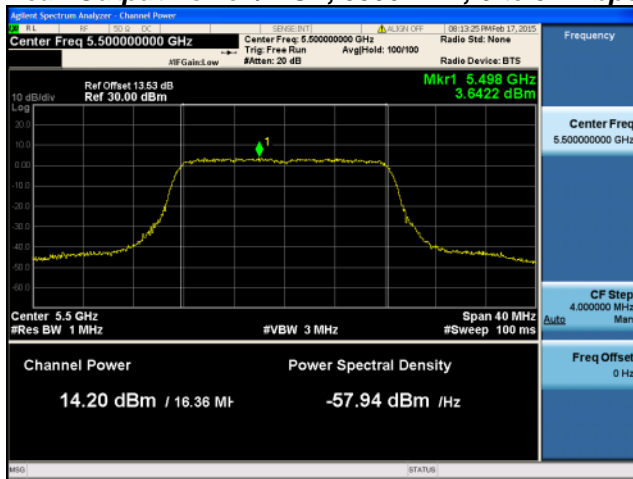 Agilent Spectrum Analyzer - Channel Power
RL RF 50 Ω DC SENSE:INT ALIGN OFF 08:13:25 PM Feb 17, 2015
Center Freq 5.500000000 GHz
Center Freq: 5.500000000 GHz
Radio Std: None
Trig: Free Run
Avg|Hold: 100/100
#IFGain:Low
#Atten: 20 dB
Radio Device: BTS
Ref Offset 13.53 dB
Mkr1 5.498 GHz
10 dB/div
Ref 30.00 dBm
3.6422 dBm
Log
20.0
10.0
0.00
-10.0
-20.0
-30.0
-40.0
-50.0
-60.0
1
Center 5.5 GHz
Span 40 MHz
#Res BW 1 MHz
#VBW 3 MHz
#Sweep 100 ms
Channel Power
Power Spectral Density
14.20 dBm / 16.36 MH
-57.94 dBm /Hz
MSG
STATUS
Frequency
Center Freq
5.500000000 GHz
CF Step
4.000000 MHz
Auto Man
Freq Offset
0 Hz